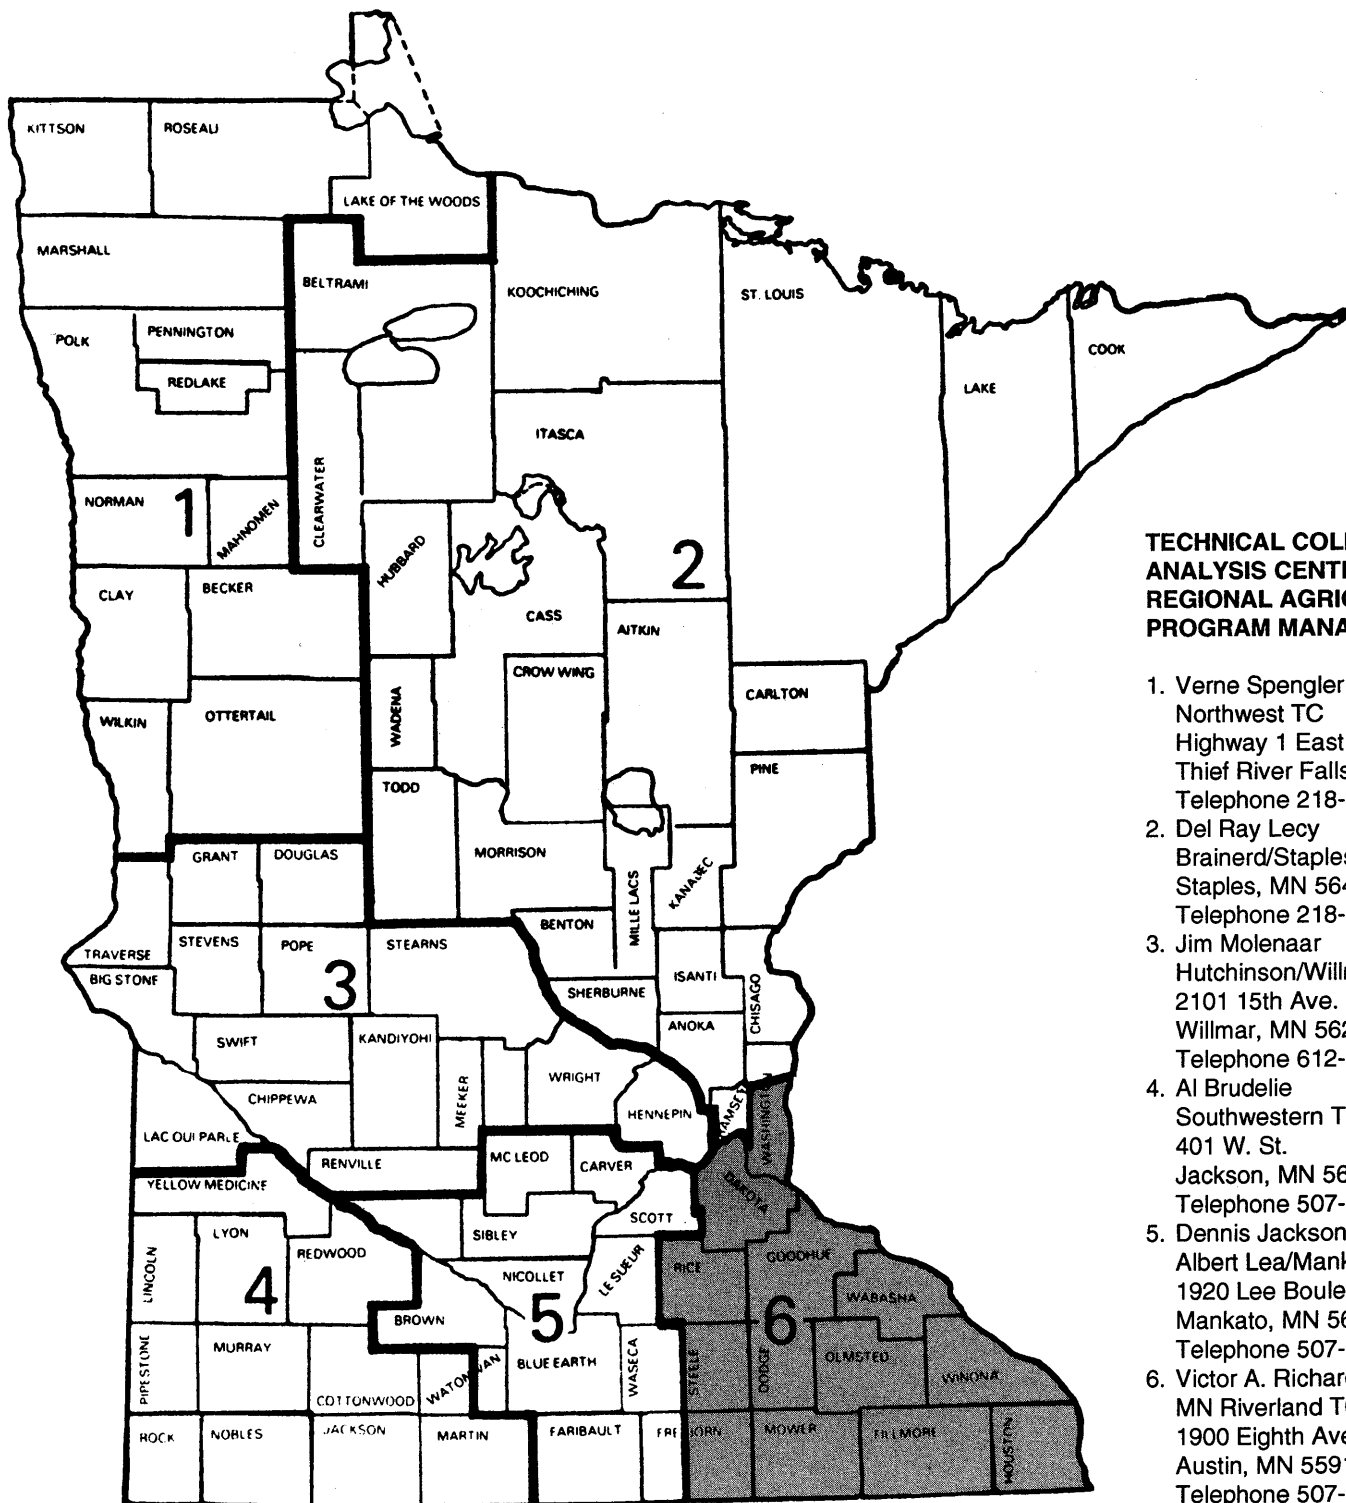 KITTSON
ROSEAU
LAKE OF THE WOODS
MARSHALL
BELTRAMI
KOOCHICHING
ST. LOUIS
POLK
PENNINGTON
COOK
REDLAKE
LAKE
ITASCA
NORMAN
1
MAHNOMEN
CLEARWATER
HUBBARD
2
CLAY
BECKER
CASS
AITKIN
CROW WING
WADENA
CARLTON
WILKIN
OTTERTAIL
PINE
TODD
GRANT
DOUGLAS
MORRISON
KANABEC
MILLE LACS
BENTON
TRAVERSE
STEVENS
POPE
STEARNS
3
BIG STONE
SHERBURNE
ISANTI
CHISAGO
ANOKA
SWIFT
KANDIYOHI
WRIGHT
MEEKER
CHIPPEWA
HENNEPIN
RAMSEY
WASHINGTON
LAC QUI PARLE
RENVILLE
MC LEOD
CARVER
YELLOW MEDICINE
DAKOTA
SCOTT
LYON
REDWOOD
SIBLEY
LINCOLN
4
NICOLLET
LE SUEUR
RICE
GOODHUE
WABASHA
BROWN
5
6
PIPESTONE
MURRAY
COTTONWOOD
WATONWAN
BLUE EARTH
WASECA
STEELE
DODGE
OLMSTED
WINONA
ROCK
NOBLES
JACKSON
MARTIN
FARIBAULT
FRE
BORN
MOWER
FILLMORE
HOUSTON
TECHNICAL COLL
ANALYSIS CENT
REGIONAL AGRI
PROGRAM MANA
1. Verne Spengler
Northwest TC
Highway 1 East
Thief River Falls
Telephone 218-
2. Del Ray Lecy
Brainerd/Staples
Staples, MN 564
Telephone 218-
3. Jim Molenaar
Hutchinson/Willm
2101 15th Ave.
Willmar, MN 562
Telephone 612-
4. Al Brudelie
Southwestern T
401 W. St.
Jackson, MN 56
Telephone 507-
5. Dennis Jackson
Albert Lea/Mank
1920 Lee Boule
Mankato, MN 56
Telephone 507-
6. Victor A. Richar
MN Riverland T
1900 Eighth Ave
Austin, MN 5591
Telephone 507-